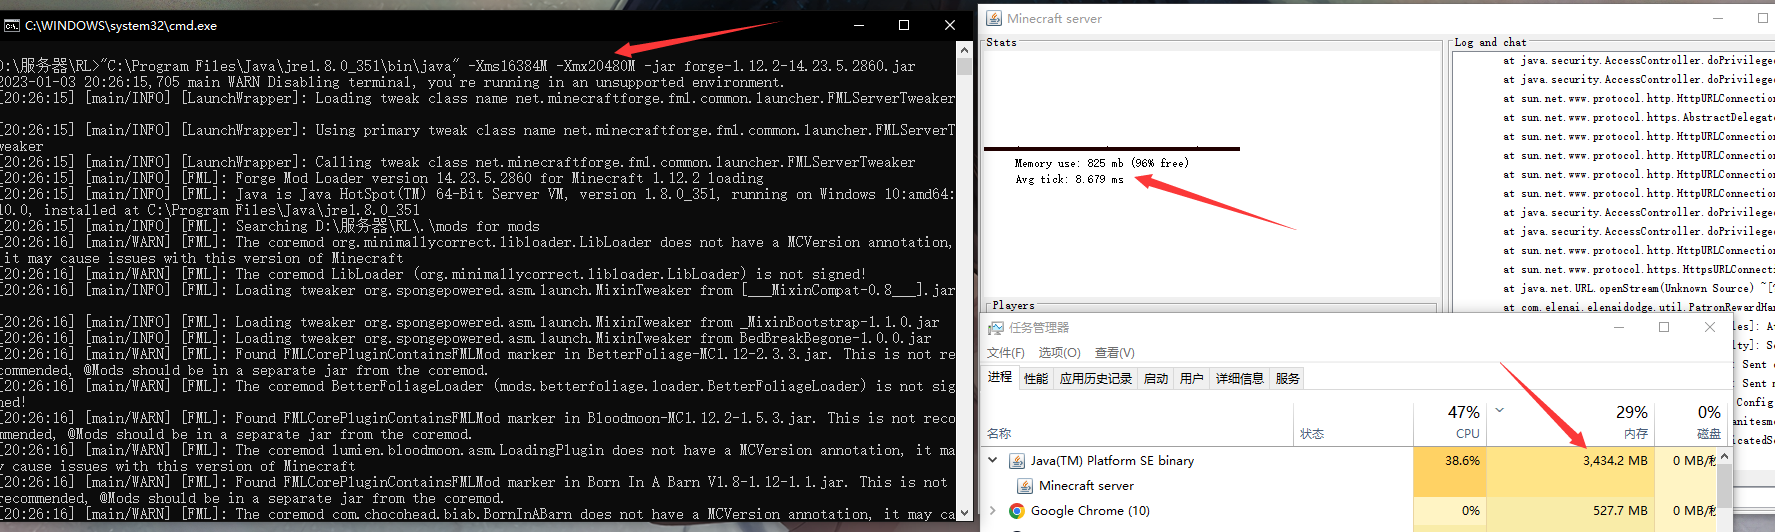 C:\WINDOWS\system32\cmd.exe
D:\服务器\RL>"C:\Program Files\Java\jre1.8.0_351\bin\java" -Xms16384M -Xmx20480M -jar forge-1.12.2-14.23.5.2860.jar
2023-01-03 20:26:15,705 main WARN Disabling terminal, you're running in an unsupported environment.
[20:26:15] [main/INFO] [LaunchWrapper]: Loading tweak class name net.minecraftforge.fml.common.launcher.FMLServerTweaker
[20:26:15] [main/INFO] [LaunchWrapper]: Using primary tweak class name net.minecraftforge.fml.common.launcher.FMLServerT
weaker
[20:26:15] [main/INFO] [LaunchWrapper]: Calling tweak class net.minecraftforge.fml.common.launcher.FMLServerTweaker
[20:26:15] [main/INFO] [FML]: Forge Mod Loader version 14.23.5.2860 for Minecraft 1.12.2 loading
[20:26:15] [main/INFO] [FML]: Java is Java HotSpot(TM) 64-Bit Server VM, version 1.8.0_351, running on Windows 10:amd64:
10.0, installed at C:\Program Files\Java\jre1.8.0_351
[20:26:15] [main/INFO] [FML]: Searching D:\服务器\RL\.\mods for mods
[20:26:16] [main/WARN] [FML]: The coremod org.minimallycorrect.libloader.LibLoader does not have a MCVersion annotation,
it may cause issues with this version of Minecraft
[20:26:16] [main/WARN] [FML]: The coremod LibLoader (org.minimallycorrect.libloader.LibLoader) is not signed!
[20:26:16] [main/INFO] [FML]: Loading tweaker org.spongepowered.asm.launch.MixinTweaker from [___MixinCompat-0.8___].jar
[20:26:16] [main/INFO] [FML]: Loading tweaker org.spongepowered.asm.launch.MixinTweaker from _MixinBootstrap-1.1.0.jar
[20:26:16] [main/INFO] [FML]: Loading tweaker org.spongepowered.asm.launch.MixinTweaker from BedBreakBegone-1.0.0.jar
[20:26:16] [main/WARN] [FML]: Found FMLCorePluginContainsFMLMod marker in BetterFoliage-MC1.12-2.3.3.jar. This is not re
commended, @Mods should be in a separate jar from the coremod.
[20:26:16] [main/WARN] [FML]: The coremod BetterFoliageLoader (mods.betterfoliage.loader.BetterFoliageLoader) is not sig
ned!
[20:26:16] [main/WARN] [FML]: Found FMLCorePluginContainsFMLMod marker in Bloodmoon-MC1.12.2-1.5.3.jar. This is not reco
mmended, @Mods should be in a separate jar from the coremod.
[20:26:16] [main/WARN] [FML]: The coremod lumien.bloodmoon.asm.LoadingPlugin does not have a MCVersion annotation, it ma
y cause issues with this version of Minecraft
[20:26:16] [main/WARN] [FML]: Found FMLCorePluginContainsFMLMod marker in Born In A Barn V1.8-1.12-1.1.jar. This is not
recommended, @Mods should be in a separate jar from the coremod.
[20:26:16] [main/WARN] [FML]: The coremod com.chocohead.biab.BornInABarn does not have a MCVersion annotation, it may ca
Minecraft server
Stats
Memory use: 825 mb (96% free)
Avg tick: 8.679 ms
Players
Log and chat
at java.security.AccessController.doPrivileged
at sun.net.www.protocol.http.HttpURLConnection
at sun.net.www.protocol.https.AbstractDelegate
at sun.net.www.protocol.http.HttpURLConnection
at sun.net.www.protocol.http.HttpURLConnection
at java.security.AccessController.doPrivileged
at java.security.AccessController.doPrivileged
at sun.net.www.protocol.http.HttpURLConnection
at java.security.AccessController.doPrivileged
at java.security.AccessController.doPrivileged
at sun.net.www.protocol.http.HttpURLConnection
at sun.net.www.protocol.https.HttpsURLConnecti
at java.net.URL.openStream(Unknown Source) ~[?
at com.elenai.elenaidodge.util.PatronRewardHan
les]: A
lty]: S
Sent
Sent
Config
anitesm
icatedS
任务管理器
文件(F) 选项(O) 查看(V)
进程 性能 应用历史记录 启动 用户 详细信息 服务
47% 29% 0%
名称 状态 CPU 内存 磁盘
Java(TM) Platform SE binary 38.6% 3,434.2 MB 0 MB/秒
Minecraft server
Google Chrome (10) 0% 527.7 MB 0 MB/秒